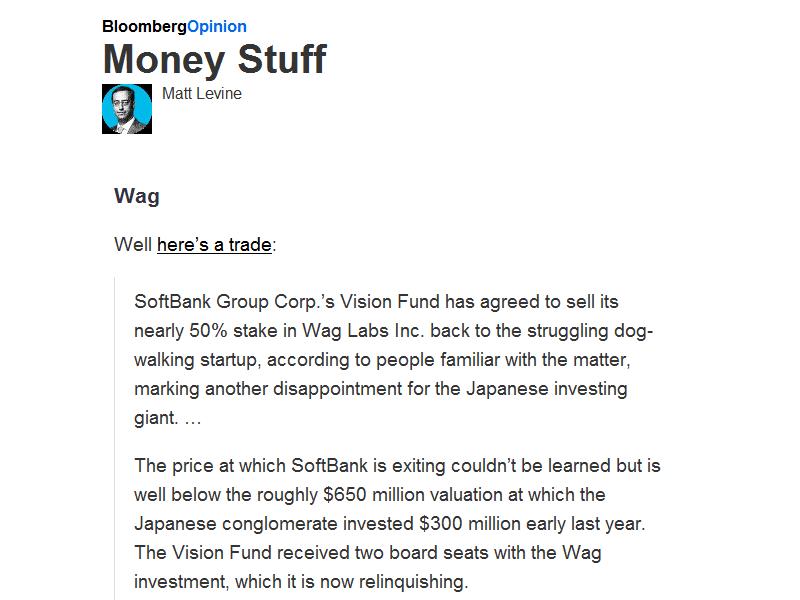 BloombergOpinion
Money Stuff
Matt Levine
Wag
Well here’s a trade:
SoftBank Group Corp.’s Vision Fund has agreed to sell its
nearly 50% stake in Wag Labs Inc. back to the struggling dog-
walking startup, according to people familiar with the matter,
marking another disappointment for the Japanese investing
giant. …
The price at which SoftBank is exiting couldn’t be learned but is
well below the roughly $650 million valuation at which the
Japanese conglomerate invested $300 million early last year.
The Vision Fund received two board seats with the Wag
investment, which it is now relinquishing.